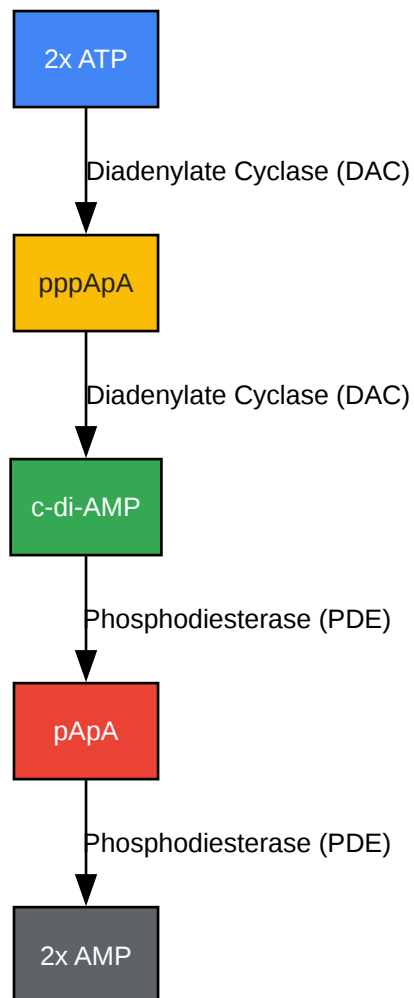 2x ATP
Diadenylate Cyclase (DAC)
pppApA
Diadenylate Cyclase (DAC)
c-di-AMP
Phosphodiesterase (PDE)
pApA
Phosphodiesterase (PDE)
2x AMP